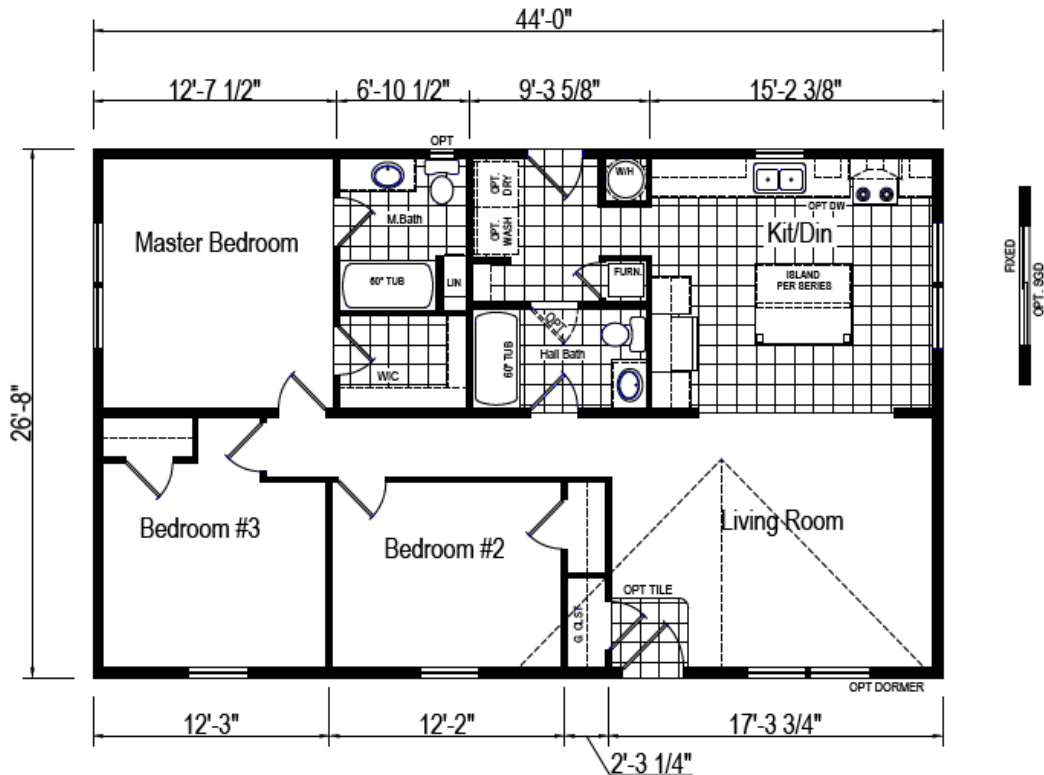 44'-0"
12'-7 1/2"
6'-10 1/2"
9'-3 5/8"
15'-2 3/8"
OPT
OPT.
DRY
OPT.
WASH
W/H
OPT DW
M.Bath
Master Bedroom
Kit/Din
60" TUB
LIN
FURN.
ISLAND
PER SERIES
FIXED
OPT. SGD
OPT
Hall Bath
60" TUB
W/C
26'-8"
Bedroom #3
Bedroom #2
Living Room
OPT TILE
G. CLST
OPT DORMER
12'-3"
12'-2"
17'-3 3/4"
2'-3 1/4"